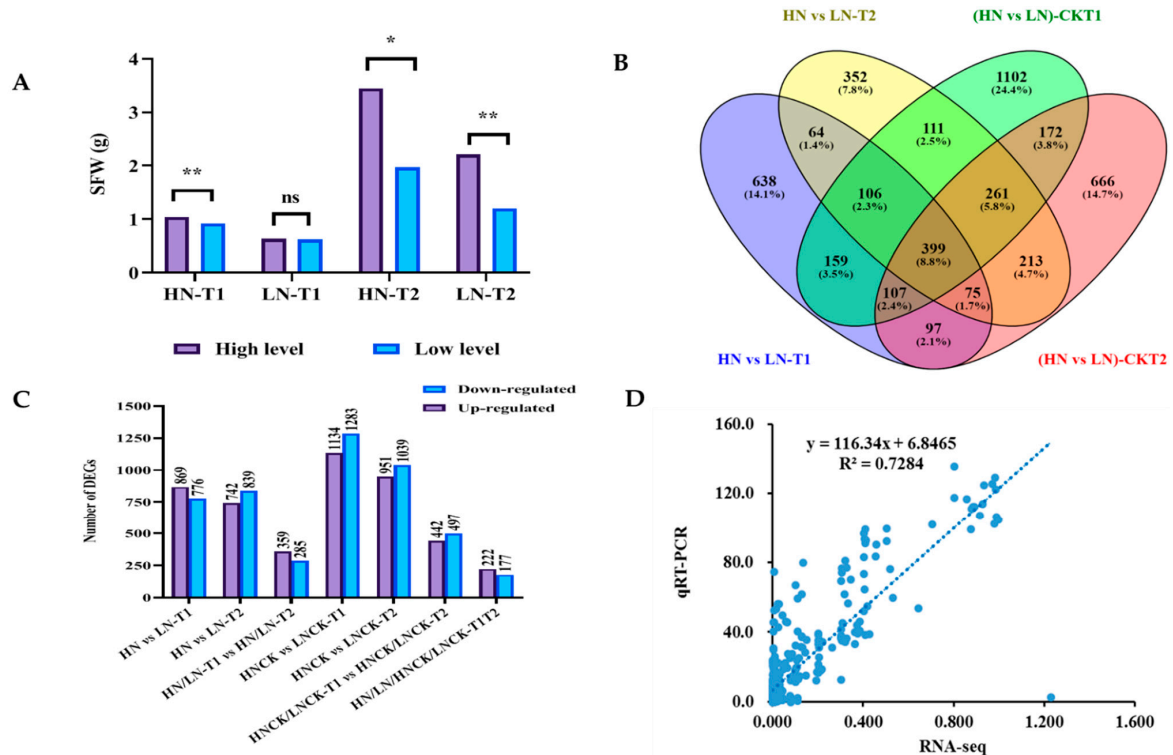 A
SFW (g)
4
3
2
1
0
**
ns
*
**
HN-T1
LN-T1
HN-T2
LN-T2
High level
Low level
B
HN vs LN-T2
(HN vs LN)-CKT1
352
(7.8%)
1102
(24.4%)
64
(1.4%)
111
(2.5%)
172
(3.8%)
638
(14.1%)
106
(2.3%)
261
(5.8%)
666
(14.7%)
399
(8.8%)
159
(3.5%)
213
(4.7%)
107
(2.4%)
75
(1.7%)
97
(2.1%)
HN vs LN-T1
(HN vs LN)-CKT2
C
Down-regulated
Up-regulated
Number of DEGs
1500
1250
1000
750
500
250
0
869
776
742
839
359
285
1134
1283
951
1039
442
497
222
177
HN vs LN-T1
HN vs LN-T2
HN/LN-T1 vs HN/LN-T2
HNCK vs LNCK-T1
HNCK vs LNCK-T2
HNCK/LNCK-T1 vs HNCK/LNCK-T2
HN/LN/HNCK/LNCK-T1T2
D
y = 116.34x + 6.8465
R² = 0.7284
qRT-PCR
160.0
120.0
80.0
40.0
0.0
0.000
0.400
0.800
1.200
1.600
RNA-seq